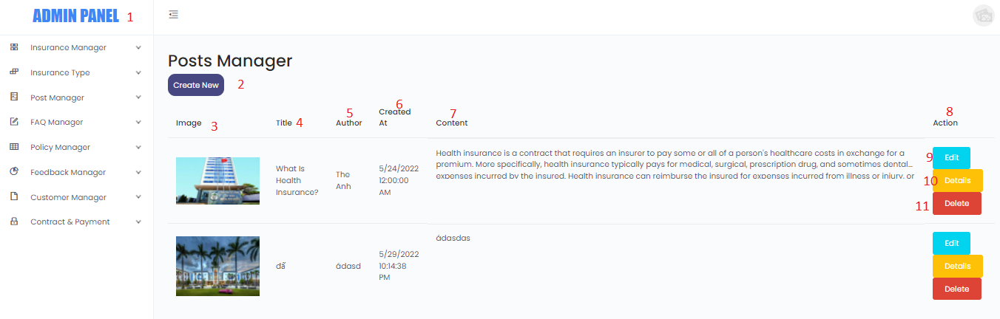 ADMIN PANEL 1
Insurance Manager
Insurance Type
Post Manager
FAQ Manager
Policy Manager
Feedback Manager
Customer Manager
Contract & Payment
Posts Manager
Create New 2
Image 3
Title 4
5
Author
6
Created
At
7
Content
8
Action
What Is
Health
Insurance?
The
Anh
5/24/2022
12:00:00
AM
Health insurance is a contract that requires an insurer to pay some or all of a person's healthcare costs in exchange for a
premium. More specifically, health insurance typically pays for medical, surgical, prescription drug, and sometimes dental...
expenses incurred by the insured. Health insurance can reimburse the insured for expenses incurred from illness or injury, or
9 Edit
10 Details
11 Delete
đấ
ádasd
5/29/2022
10:14:38
PM
ádasdas
Edit
Details
Delete